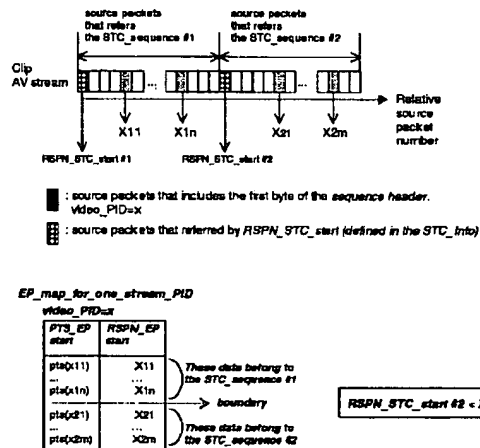 source packets
that refers
the STC_sequence #1
source packets
that refers
the STC_sequence #2
Clip
AV stream
...
...
...
X11
X1n
X21
X2m
Relative
source
packet
number
RSPN_STC_start #1
RSPN_STC_start #2
: source packets that includes the first byte of the sequence header.
video_PID=x
: source packets that referred by RSPN_STC_start (defined in the STC_Info)
EP_map_for_one_stream_PID
video_PID=x
PTS_EP start
RSPN_EP start
pts(x11) X11
... ...
pts(x1n) X1n
These data belong to
the STC_sequence #1
boundary
pts(x21) X21
... ...
pts(x2m) X2m
These data belong to
the STC_sequence #2
RSPN_STC_start #2 <